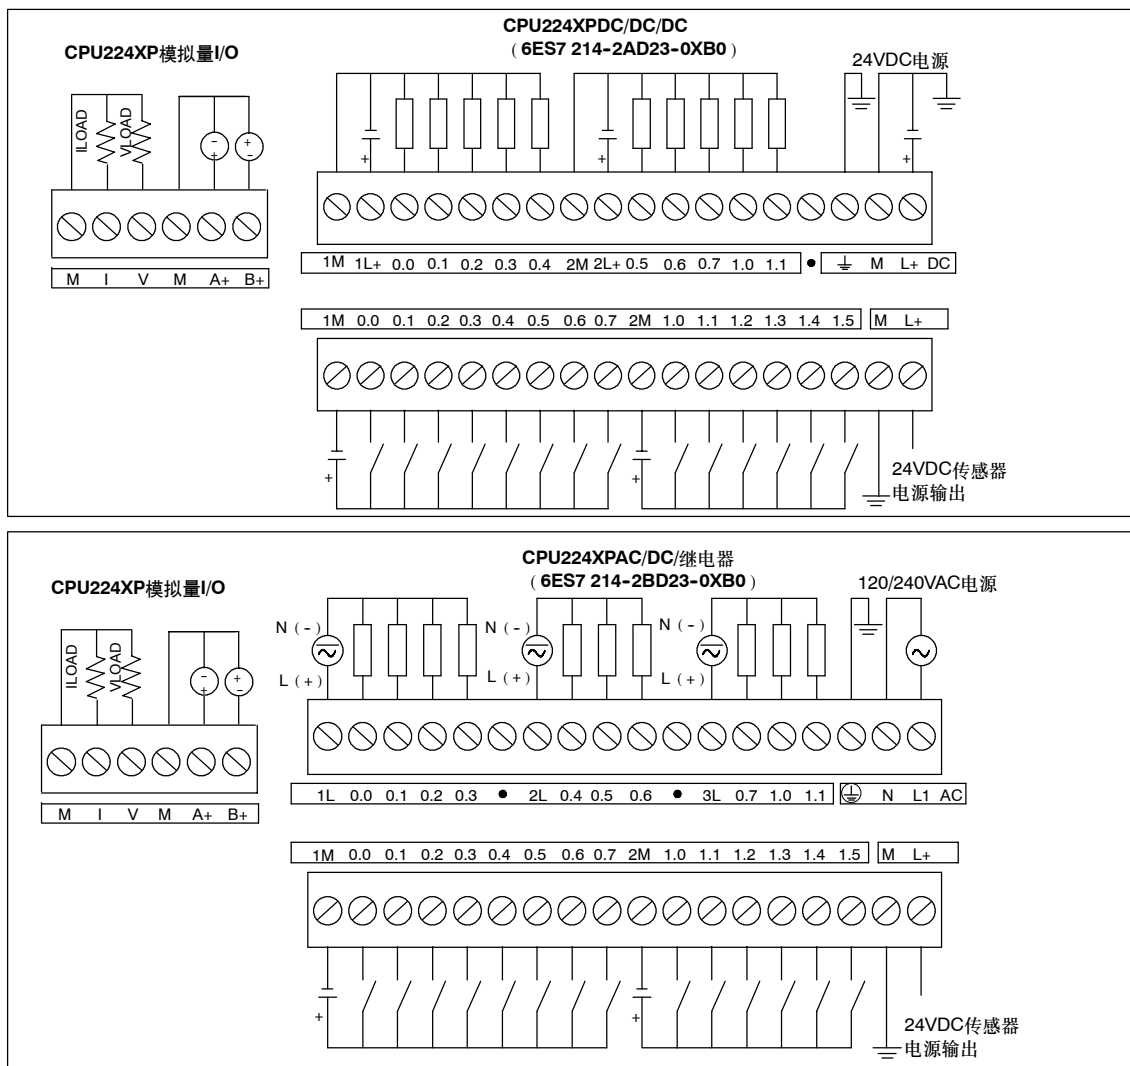 CPU224XPDC/DC/DC
CPU224XP模拟量I/O
（6ES7 214-2AD23-0XB0）
24VDC电源
ILOAD
VLOAD
- +
+ -
+
+
+
M I V M A+ B+
1M 1L+ 0.0 0.1 0.2 0.3 0.4 2M 2L+ 0.5 0.6 0.7 1.0 1.1 • ⏚ M L+ DC
1M 0.0 0.1 0.2 0.3 0.4 0.5 0.6 0.7 2M 1.0 1.1 1.2 1.3 1.4 1.5 M L+
+
+
24VDC传感器
电源输出
CPU224XPAC/DC/继电器
CPU224XP模拟量I/O
（6ES7 214-2BD23-0XB0）
120/240VAC电源
N（-）
N（-）
N（-）
L（+）
L（+）
L（+）
ILOAD
VLOAD
- +
+ -
M I V M A+ B+
1L 0.0 0.1 0.2 0.3 • 2L 0.4 0.5 0.6 • 3L 0.7 1.0 1.1 ⏚ N L1 AC
1M 0.0 0.1 0.2 0.3 0.4 0.5 0.6 0.7 2M 1.0 1.1 1.2 1.3 1.4 1.5 M L+
+
+
24VDC传感器
电源输出